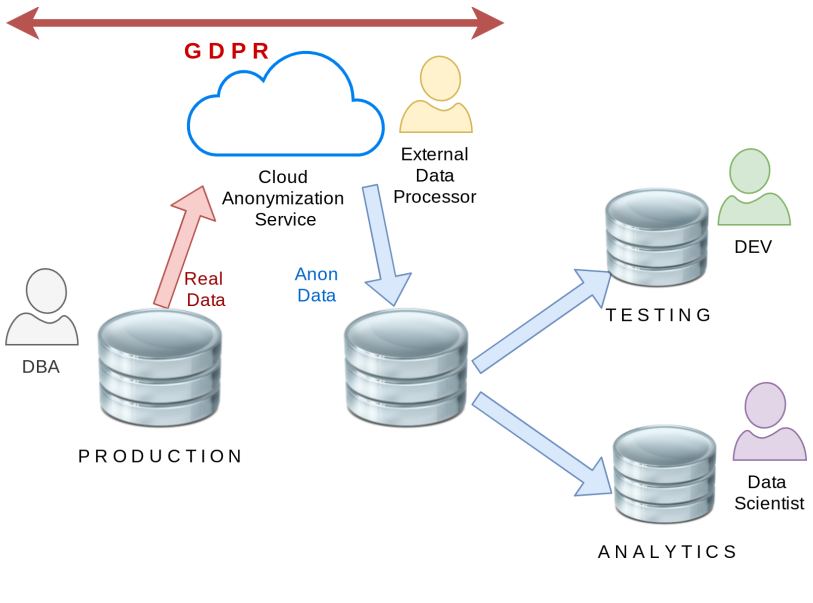 GDPR
Cloud
Anonymization
Service
External
Data
Processor
Real
Data
Anon
Data
DBA
PRODUCTION
DEV
TESTING
Data
Scientist
ANALYTICS